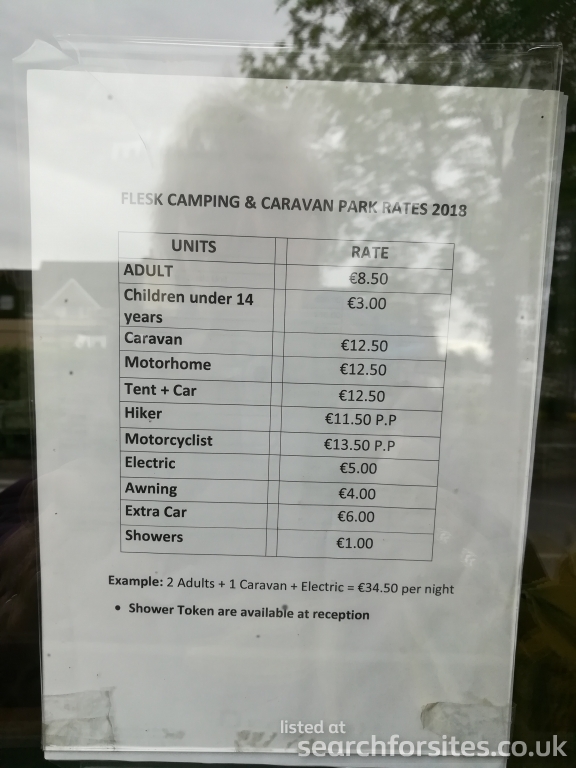 FLESK CAMPING & CARAVAN PARK RATES 2018
UNITS RATE
ADULT €8.50
Children under 14 years €3.00
Caravan €12.50
Motorhome €12.50
Tent + Car €12.50
Hiker €11.50 P.P
Motorcyclist €13.50 P.P
Electric €5.00
Awning €4.00
Extra Car €6.00
Showers €1.00
Example: 2 Adults + 1 Caravan + Electric = €34.50 per night
• Shower Token are available at reception
listed at
searchforsites.co.uk